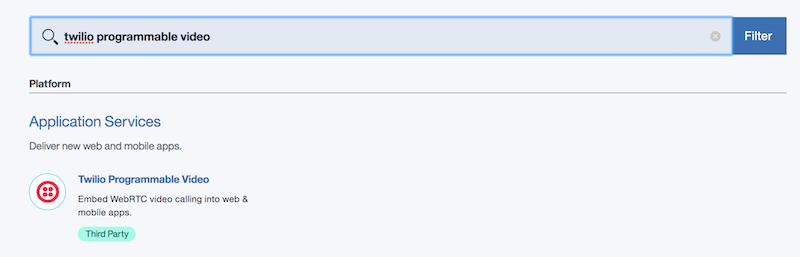 twilio programmable video
Filter
Platform
Application Services
Deliver new web and mobile apps.
Twilio Programmable Video
Embed WebRTC video calling into web &
mobile apps.
Third Party